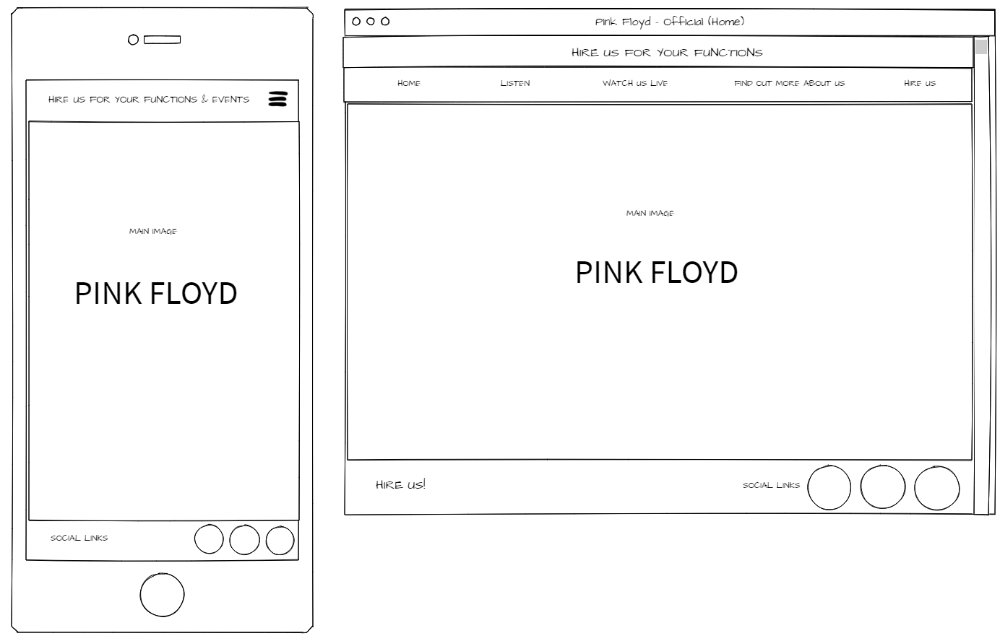 HIRE US FOR YOUR FUNCTIONS & EVENTS
MAIN IMAGE
PINK FLOYD
SOCIAL LINKS
Pink Floyd - Official (Home)
HIRE US FOR YOUR FUNCTIONS
HOME LISTEN WATCH US LIVE FIND OUT MORE ABOUT US HIRE US
MAIN IMAGE
PINK FLOYD
HIRE US! SOCIAL LINKS